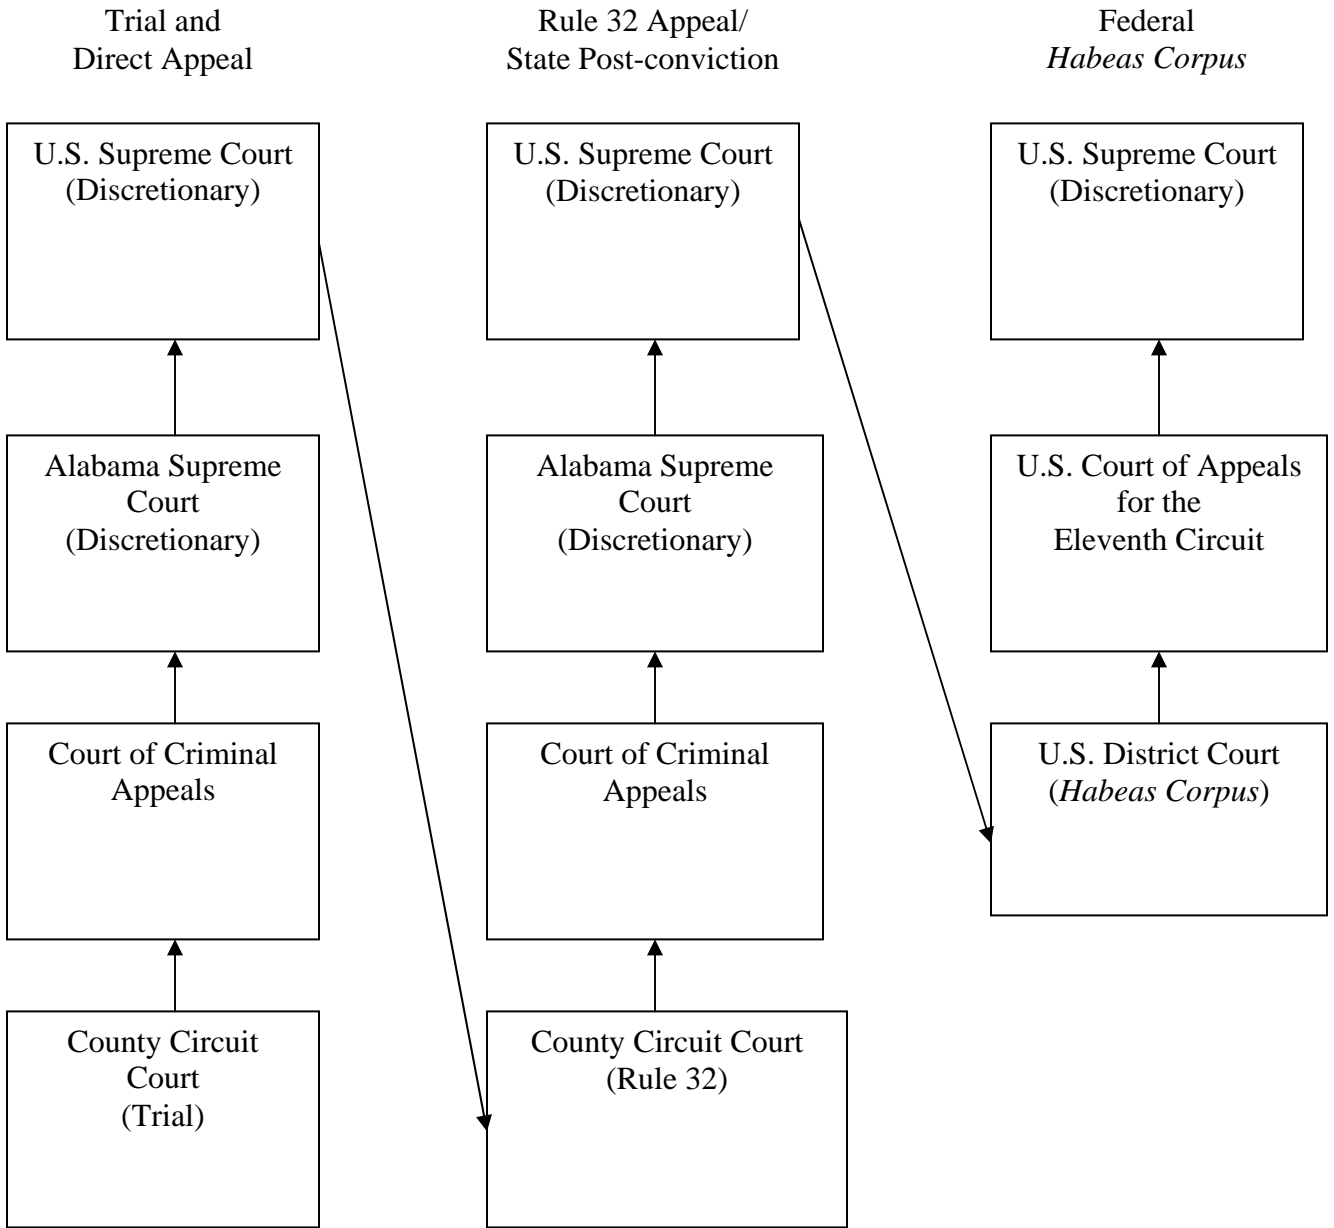 Trial and
Direct Appeal
U.S. Supreme Court
(Discretionary)
Alabama Supreme
Court
(Discretionary)
Court of Criminal
Appeals
County Circuit
Court
(Trial)
Rule 32 Appeal/
State Post-conviction
U.S. Supreme Court
(Discretionary)
Alabama Supreme
Court
(Discretionary)
Court of Criminal
Appeals
County Circuit Court
(Rule 32)
Federal
Habeas Corpus
U.S. Supreme Court
(Discretionary)
U.S. Court of Appeals
for the
Eleventh Circuit
U.S. District Court
(Habeas Corpus)